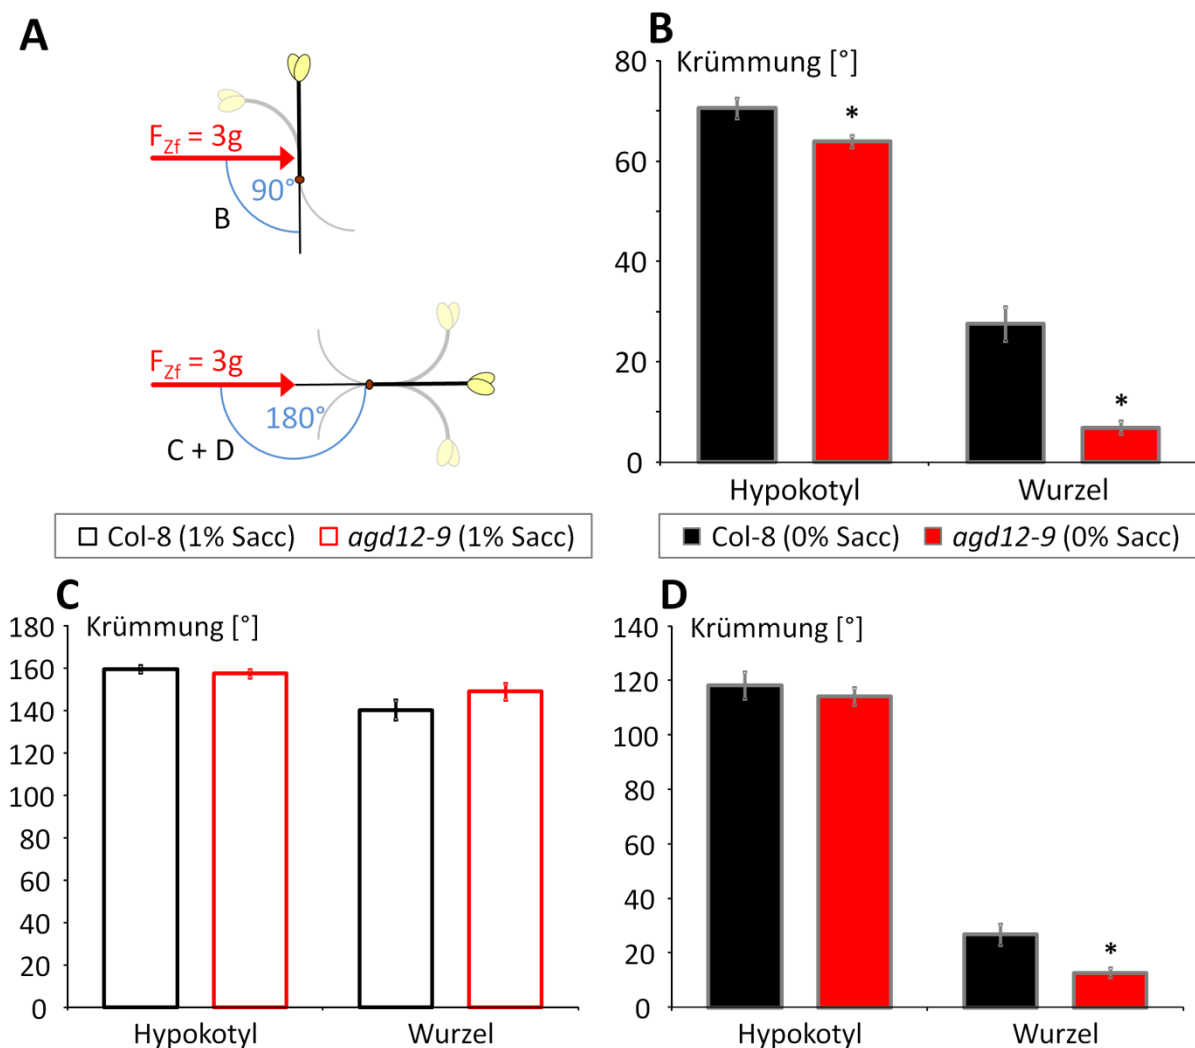 A
F_Zf = 3g
90°
B
F_Zf = 3g
180°
C + D
B
Krümmung [°]
80
60
40
20
0
*
*
Hypokotyl
Wurzel
Col-8 (1% Sacc) agd12-9 (1% Sacc)
Col-8 (0% Sacc) agd12-9 (0% Sacc)
C
Krümmung [°]
180
160
140
120
100
80
60
40
20
0
Hypokotyl
Wurzel
D
Krümmung [°]
140
120
100
80
60
40
20
0
*
Hypokotyl
Wurzel